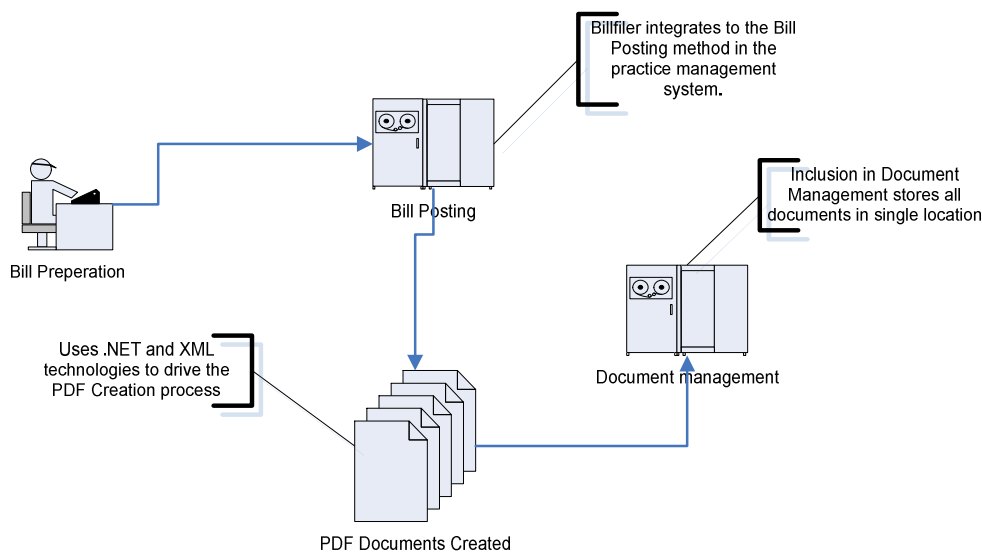 Billfiler integrates to the Bill
Posting method in the
practice management
system.
Inclusion in Document
Management stores all
documents in single location
Bill Posting
Bill Preperation
Uses .NET and XML
technologies to drive the
PDF Creation process
Document management
PDF Documents Created